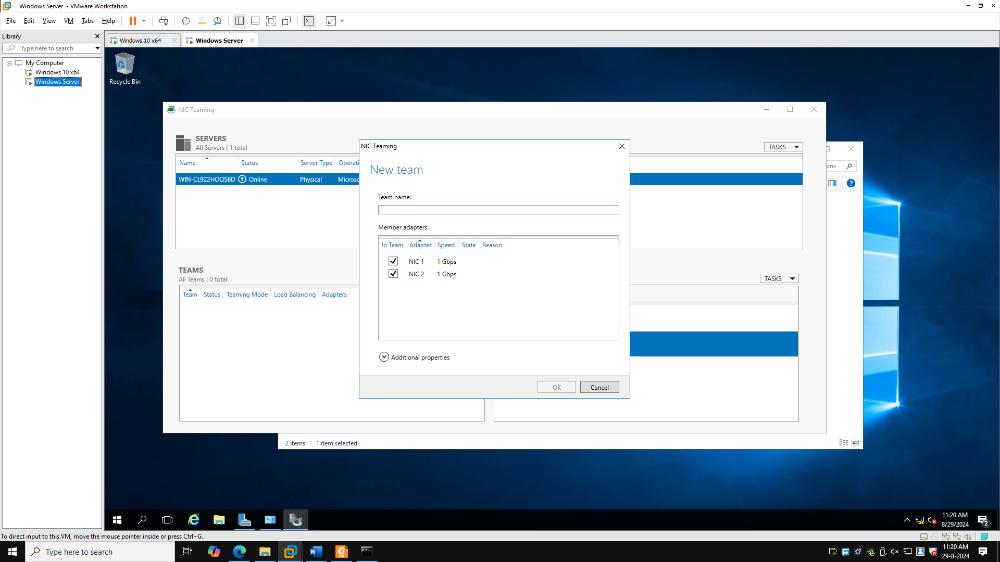 Windows Server - VMware Workstation
File Edit View VM Tabs Help
Library
Type here to search
My Computer
Windows 10 x64
Windows Server
Windows 10 x64
Windows Server
Recycle Bin
NIC Teaming
SERVERS
All Servers | 1 total
TASKS
Name Status Server Type Operati
WIN-CL922HOQS6D Online Physical Microsc
TEAMS
All Teams | 0 total
TASKS
Team Status Teaming Mode Load Balancing Adapters
NIC Teaming
New team
Team name:
Member adapters:
In Team Adapter Speed State Reason
NIC 1 1 Gbps
NIC 2 1 Gbps
Additional properties
OK Cancel
ons
2 items 1 item selected
11:20 AM
8/29/2024
2
To direct input to this VM, move the mouse pointer inside or press Ctrl+G.
Type here to search
11:20 AM
29-8-2024